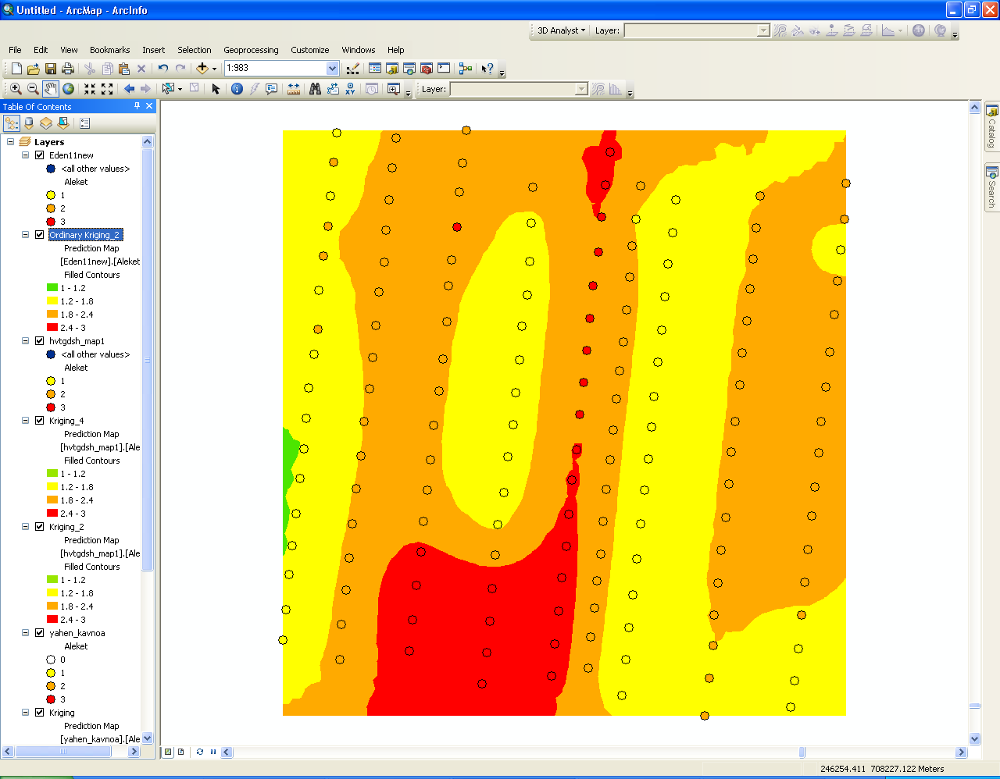 Untitled - ArcMap - ArcInfo
3D Analyst Layer:
File Edit View Bookmarks Insert Selection Geoprocessing Customize Windows Help
1:983
Layer:
Table Of Contents
Layers
Eden11new
<all other values>
Aleket
1
2
3
Ordinary Kriging_2
Prediction Map
[Eden11new].[Aleket
Filled Contours
1 - 1.2
1.2 - 1.8
1.8 - 2.4
2.4 - 3
hvtgdsh_map1
<all other values>
Aleket
1
2
3
Kriging_4
Prediction Map
[hvtgdsh_map1].[Ale
Filled Contours
1 - 1.2
1.2 - 1.8
1.8 - 2.4
2.4 - 3
Kriging_2
Prediction Map
[hvtgdsh_map1].[Ale
Filled Contours
1 - 1.2
1.2 - 1.8
1.8 - 2.4
2.4 - 3
yahen_kavnoa
Aleket
0
1
2
3
Kriging
Prediction Map
[yahen_kavnoa].[Ale
Catalog
Search
246254.411 708227.122 Meters